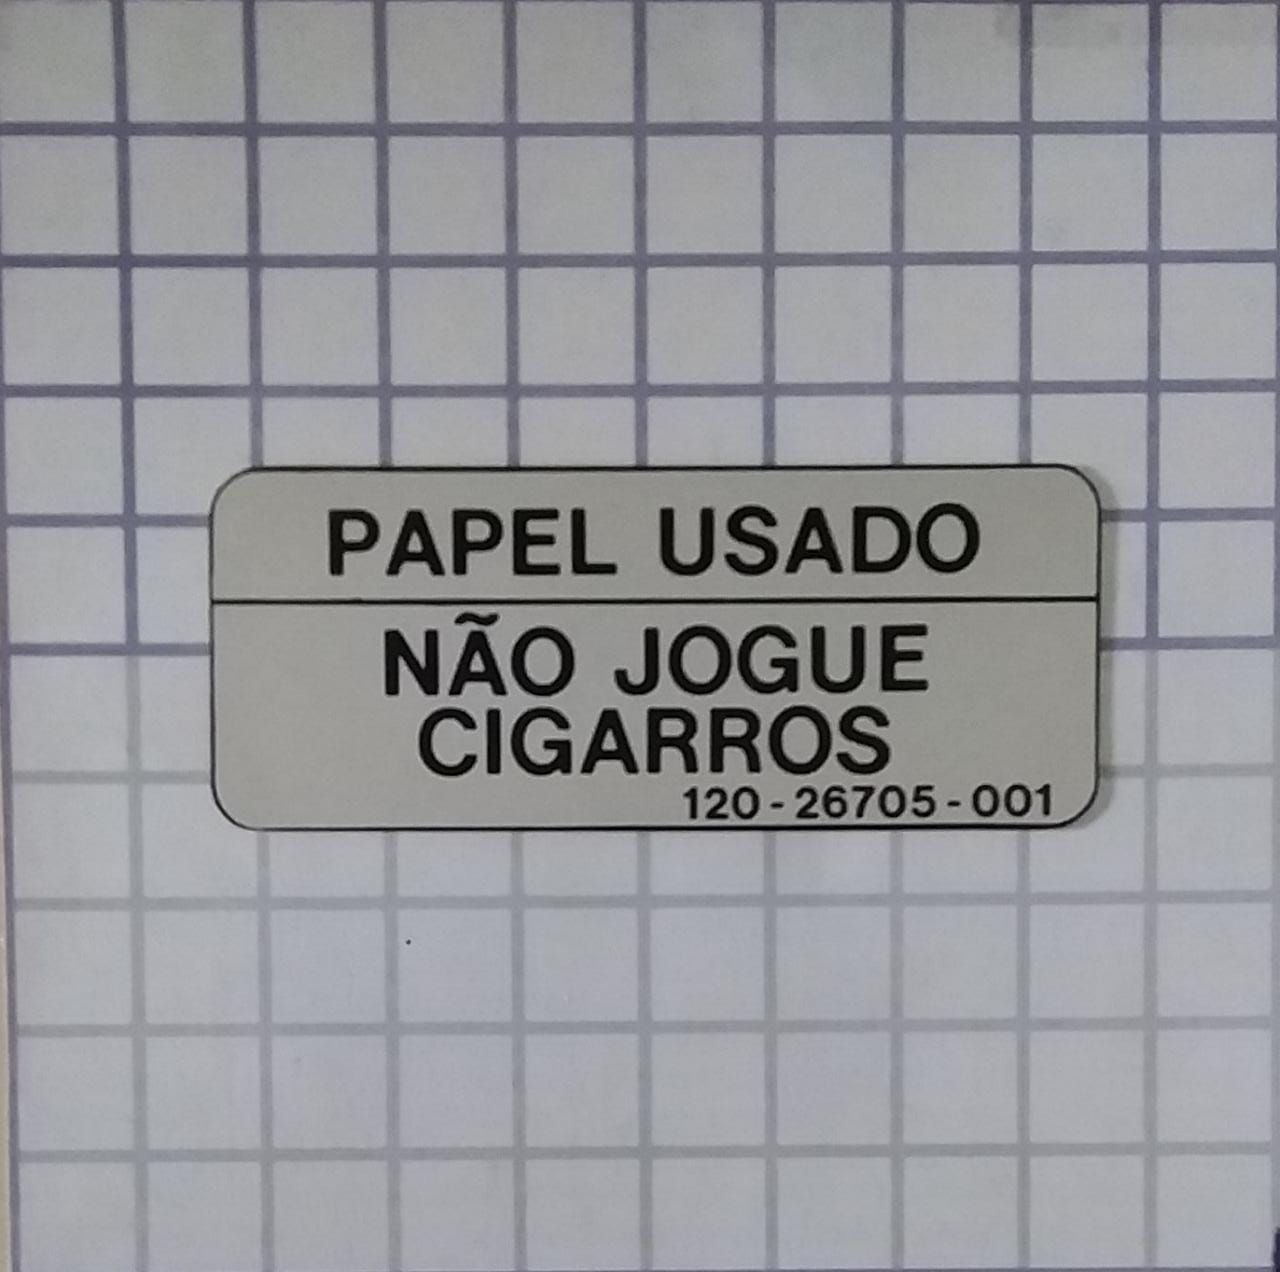 PAPEL USADO
NÃO JOGUE
CIGARROS
120-26705-001